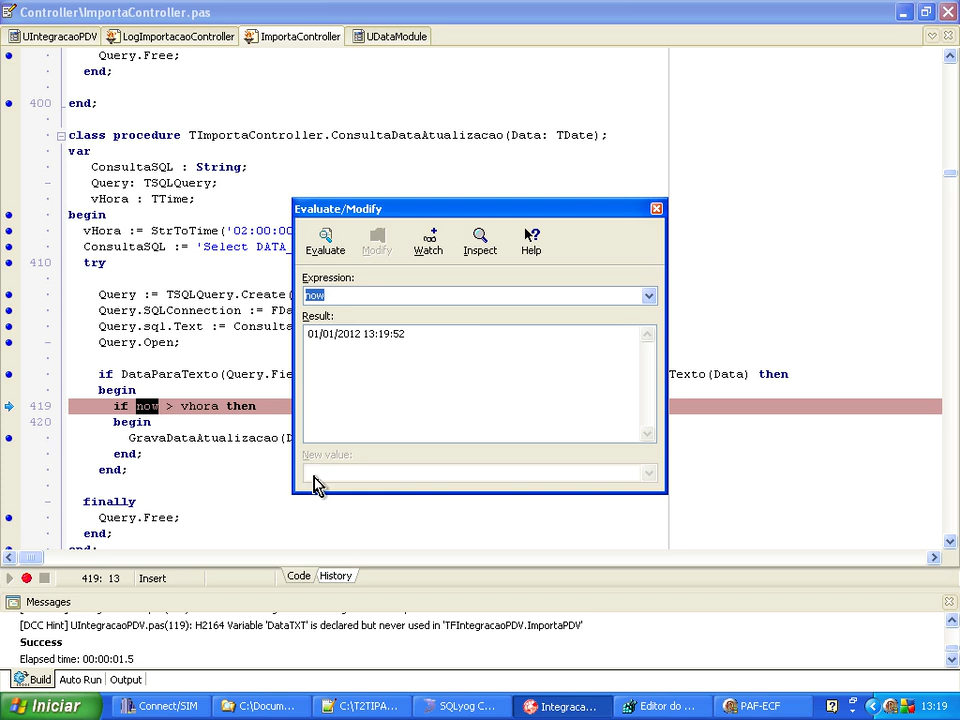 Controller\ImportaController.pas
UIntegracaoPDV LogImportacaoController ImportaController UDataModule
Query.Free;
end;
400 end;
class procedure TImportaController.ConsultaDataAtualizacao(Data: TDate);
var
ConsultaSQL : String;
Query: TSQLQuery;
vHora : TTime;
begin
vHora := StrToTime('02:00:00
ConsultaSQL := 'Select DATA_
410 try
Query := TSQLQuery.Create(
Query.SQLConnection := FDa
Query.sql.Text := Consulta
Query.Open;
if DataParaTexto(Query.Fie Texto(Data) then
begin
419 if now > vhora then
420 begin
GravaDataAtualizacao(D
end;
end;
finally
Query.Free;
end;
end;
Evaluate/Modify
Evaluate Modify Watch Inspect Help
Expression:
now
Result:
01/01/2012 13:19:52
New value:
419: 13 Insert Code History
Messages
[DCC Hint] UIntegracaoPDV.pas(119): H2164 Variable 'DataTXT' is declared but never used in 'TFIntegracaoPDV.ImportaPDV'
Success
Elapsed time: 00:00:01.5
Build Auto Run Output
Iniciar Connect/SIM C:\Docum... C:\T2TIPA... SQLyog C... Integraca... Editor do ... PAF-ECF 13:19